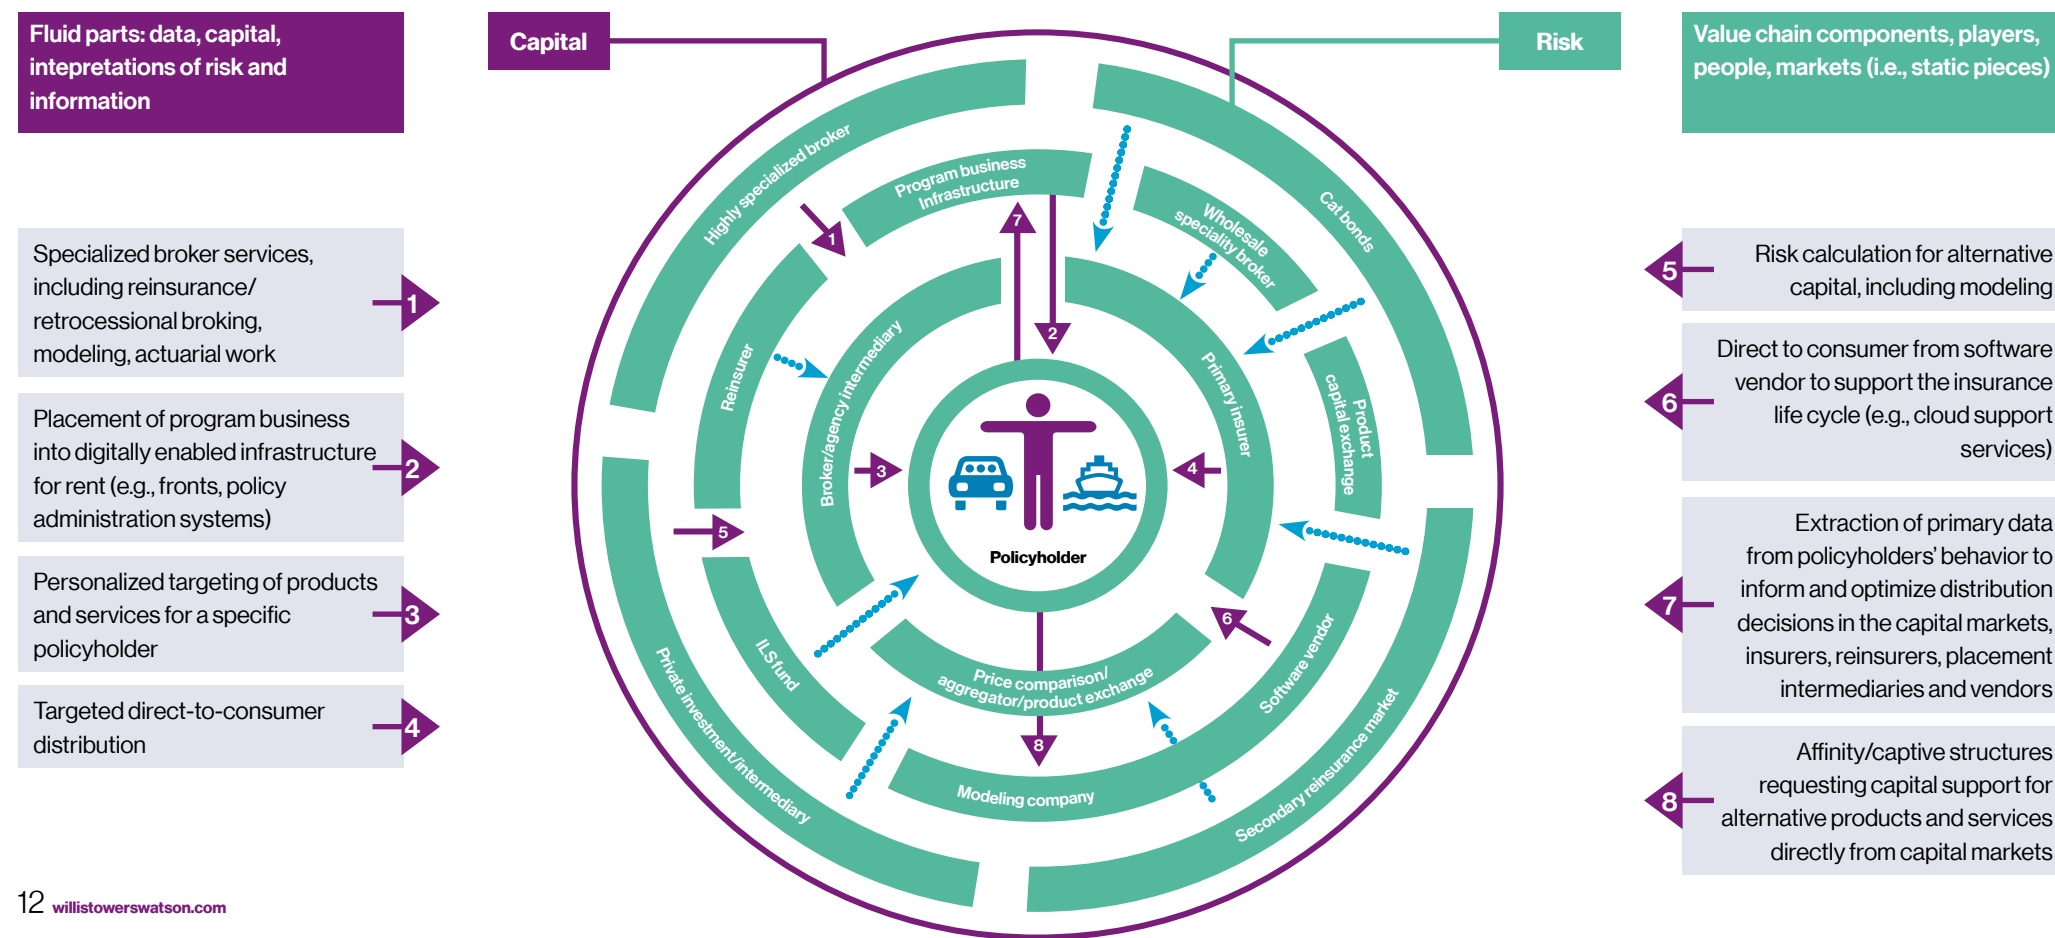 Fluid parts: data, capital,
intepretations of risk and
information
Capital
Risk
Value chain components, players,
people, markets (i.e., static pieces)
Specialized broker services,
including reinsurance/
retrocessional broking,
modeling, actuarial work
1
Placement of program business
into digitally enabled infrastructure
for rent (e.g., fronts, policy
administration systems)
2
Personalized targeting of products
and services for a specific
policyholder
3
Targeted direct-to-consumer
distribution
4
Highly specialized broker
Cat bonds
Secondary reinsurance market
Private investment/intermediary
Program business
Infrastructure
Wholesale
speciality broker
Product
capital exchange
Software vendor
Modeling company
ILS fund
Reinsurer
Broker/agency intermediary
Primary insurer
Price comparison/
aggregator/product exchange
Policyholder
1
7
2
3
4
5
6
8
5
Risk calculation for alternative
capital, including modeling
6
Direct to consumer from software
vendor to support the insurance
life cycle (e.g., cloud support
services)
7
Extraction of primary data
from policyholders’ behavior to
inform and optimize distribution
decisions in the capital markets,
insurers, reinsurers, placement
intermediaries and vendors
8
Affinity/captive structures
requesting capital support for
alternative products and services
directly from capital markets
12 willistowerswatson.com